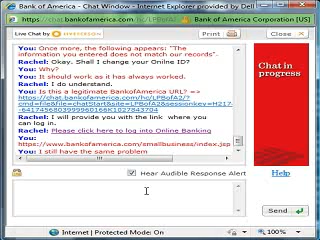 Bank of America - Chat Window - Internet Explorer provided by Dell
https://chat.bankofamerica.com/hc/LPBofA2/?
Bank of America Corporation [US]
Live Chat by
Print
Close
You: Once more, the following appears: "The
information you entered does not match our records".
Rachel: Okay. Shall I change your Onilne ID?
You: Why?
You: It should work as it has always worked.
Rachel: I do understand.
You: Is this a legitimate BankofAmerica URL? =>
https://chat.bankofamerica.com/hc/LPBofA2/?
Rachel: I will provide you with the link where you
can log in.
Rachel: Please click here to log into Online Banking
You:
https://www.bankofamerica.com/smallbusiness/index.jsp
You: I still have the same problem
Chat in
progress
Help
Hear Audible Response Alert
Send
Internet | Protected Mode: On
100%